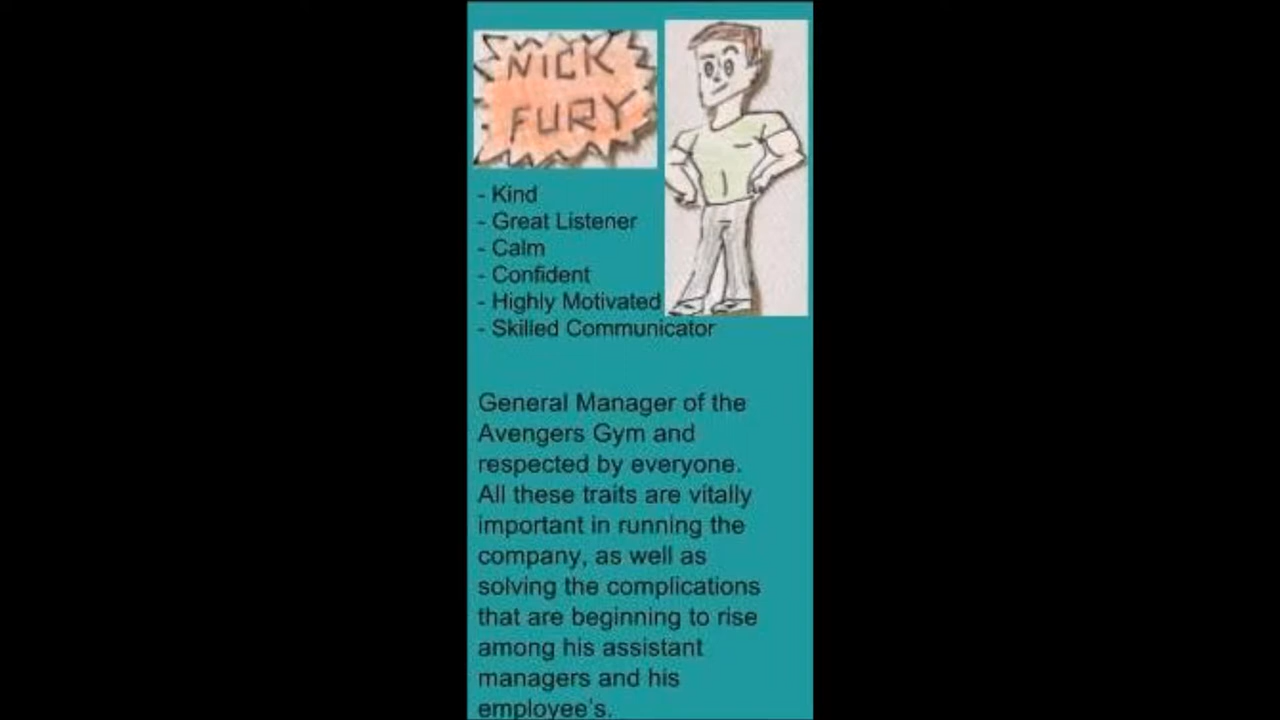 NICK
FURY
- Kind
- Great Listener
- Calm
- Confident
- Highly Motivated
- Skilled Communicator
General Manager of the
Avengers Gym and
respected by everyone.
All these traits are vitally
important in running the
company, as well as
solving the complications
that are beginning to rise
among his assistant
managers and his
employee's.